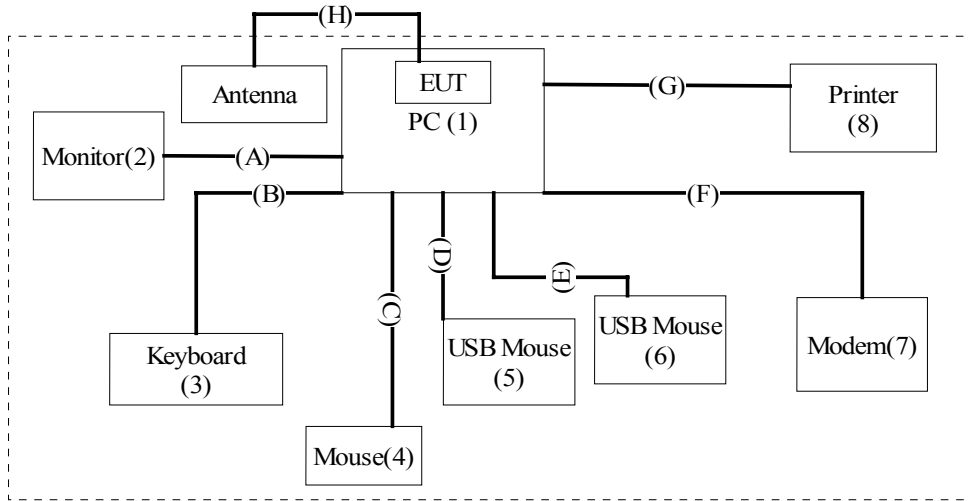 (H)
Antenna
EUT
PC (1)
(G)
Printer
(8)
Monitor(2)
(A)
(B)
(F)
(D)
(E)
(C)
Keyboard
(3)
USB Mouse
(5)
USB Mouse
(6)
Modem(7)
Mouse(4)